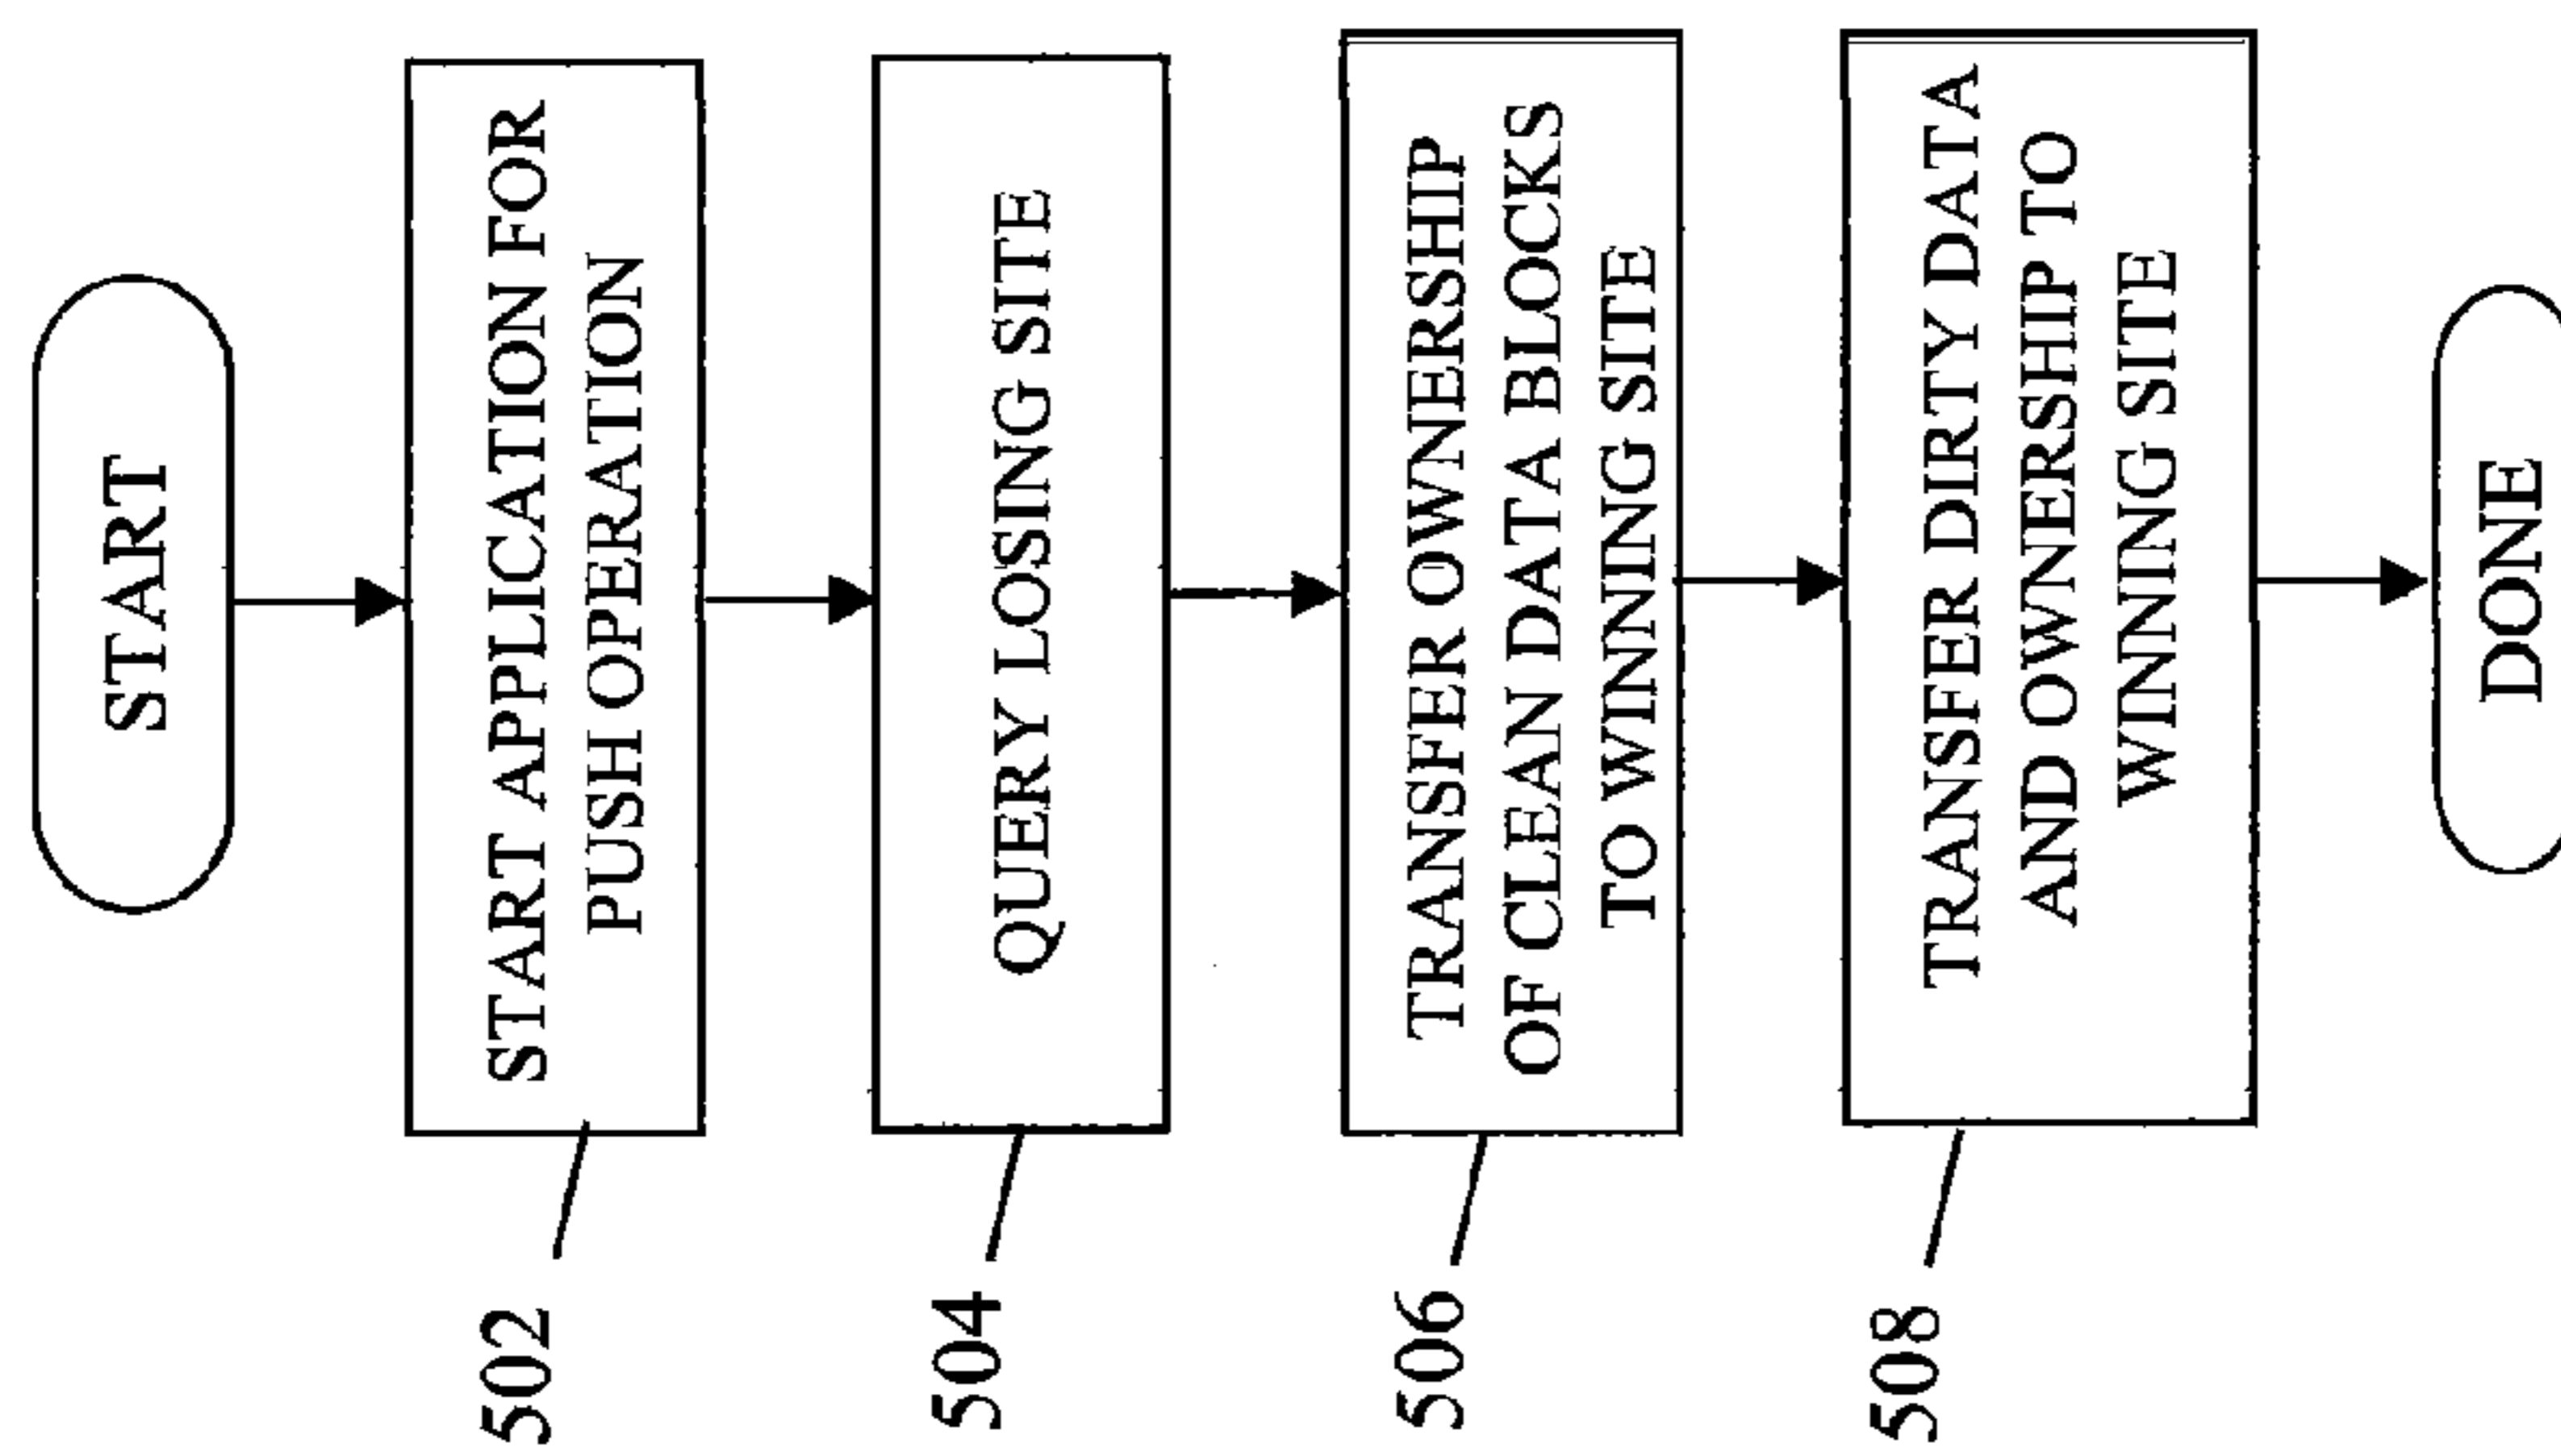 START
502
START APPLICATION FOR
PUSH OPERATION
504
QUERY LOSING SITE
506
TRANSFER OWNERSHIP
OF CLEAN DATA BLOCKS
TO WINNING SITE
508
TRANSFER DIRTY DATA
AND OWNERSHIP TO
WINNING SITE
DONE